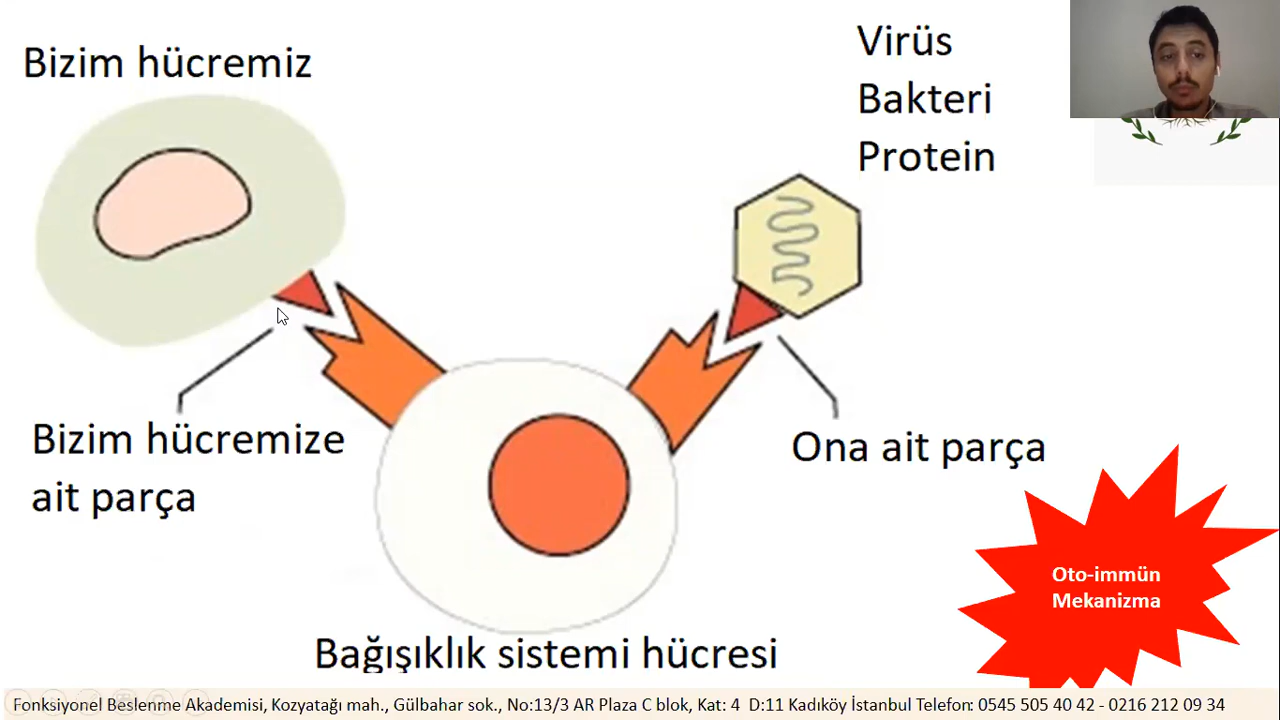 Bizim hücremiz
Virüs
Bakteri
Protein
Bizim hücremize
ait parça
Ona ait parça
Oto-immün
Mekanizma
Bağışıklık sistemi hücresi
Fonksiyonel Beslenme Akademisi, Kozyatağı mah., Gülbahar sok., No:13/3 AR Plaza C blok, Kat: 4 D:11 Kadıköy İstanbul Telefon: 0545 505 40 42 - 0216 212 09 34